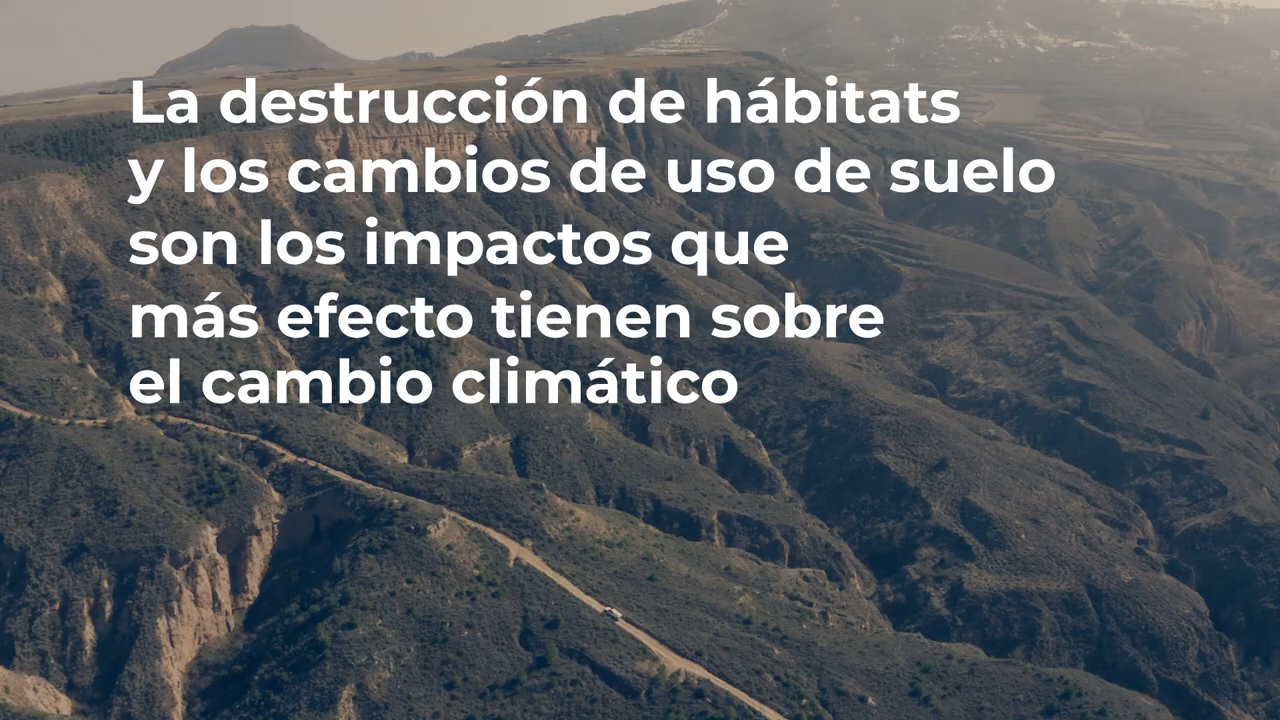 La destrucción de hábitats
y los cambios de uso de suelo
son los impactos que
más efecto tienen sobre
el cambio climático